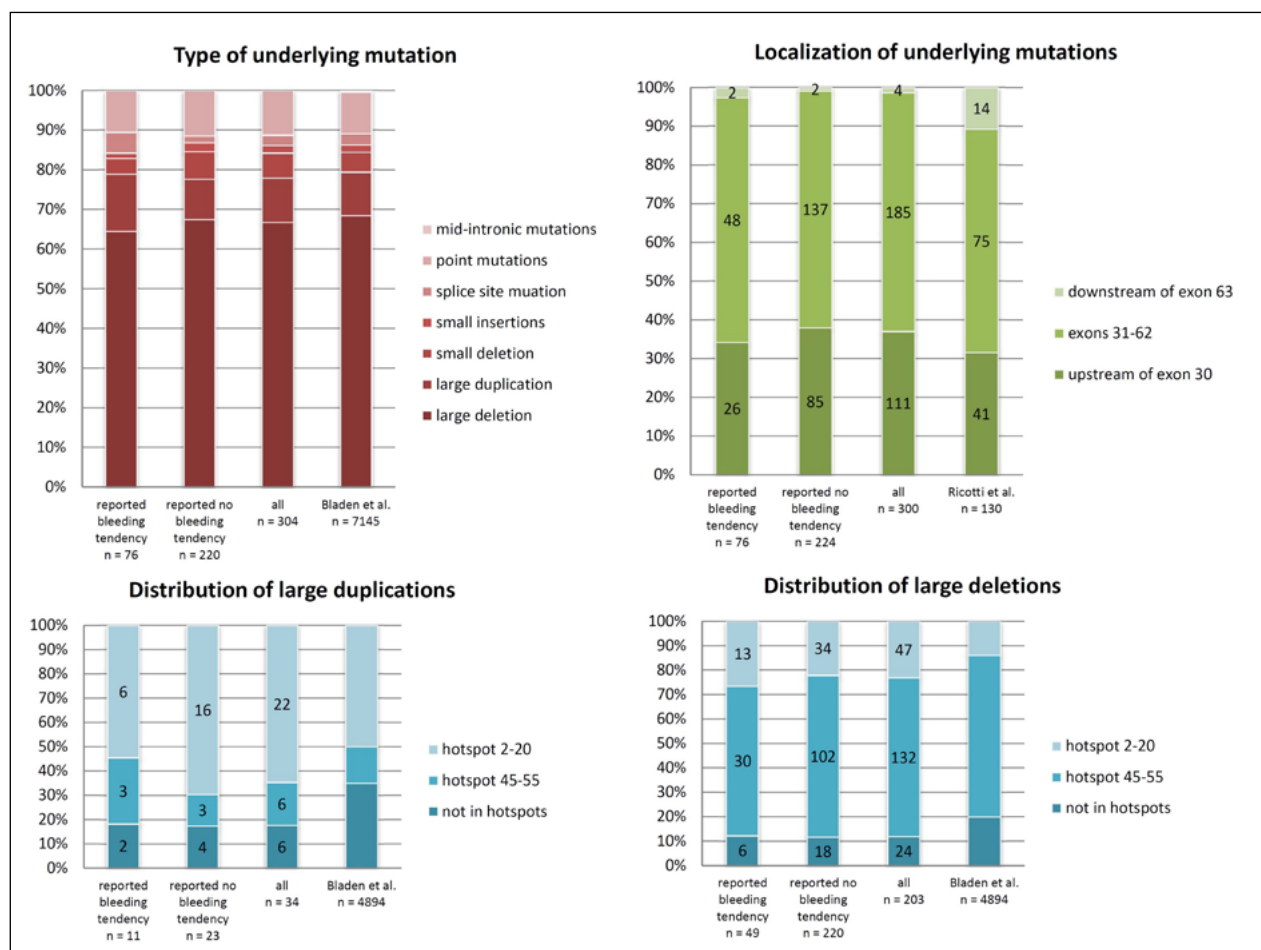 Type of underlying mutation
100%
90%
80%
70%
60%
50%
40%
30%
20%
10%
0%
reported
bleeding
tendency
n = 76
reported no
bleeding
tendency
n = 220
all
n = 304
Bladen et al.
n = 7145
mid-intronic mutations
point mutations
splice site muation
small insertions
small deletion
large duplication
large deletion
Localization of underlying mutations
100%
90%
80%
70%
60%
50%
40%
30%
20%
10%
0%
2
48
26
2
137
85
4
185
111
14
75
41
reported
bleeding
tendency
n = 76
reported no
bleeding
tendency
n = 224
all
n = 300
Ricotti et al.
n = 130
downstream of exon 63
exons 31-62
upstream of exon 30
Distribution of large duplications
100%
90%
80%
70%
60%
50%
40%
30%
20%
10%
0%
6
3
2
16
3
4
22
6
6
reported
bleeding
tendency
n = 11
reported no
bleeding
tendency
n = 23
all
n = 34
Bladen et al.
n = 4894
hotspot 2-20
hotspot 45-55
not in hotspots
Distribution of large deletions
100%
90%
80%
70%
60%
50%
40%
30%
20%
10%
0%
13
30
6
34
102
18
47
132
24
reported
bleeding
tendency
n = 49
reported no
bleeding
tendency
n = 220
all
n = 203
Bladen et al.
n = 4894
hotspot 2-20
hotspot 45-55
not in hotspots